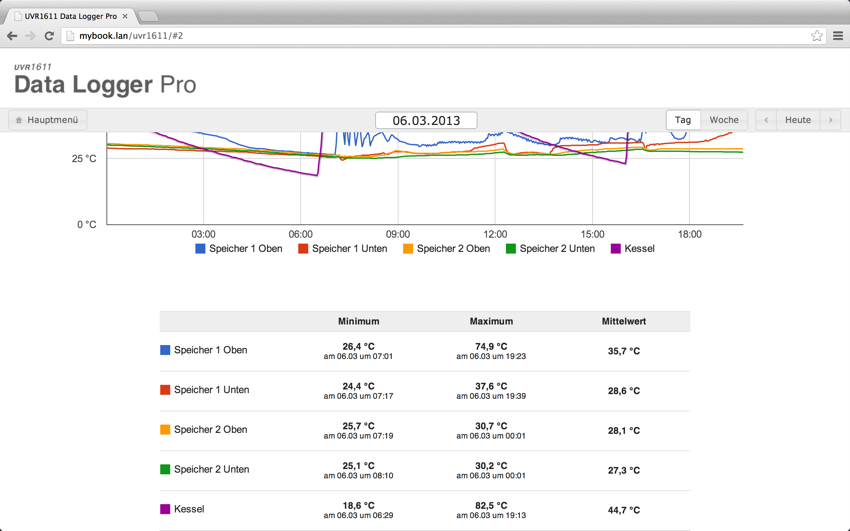 UVR1611 Data Logger Pro
mybook.lan/uvr1611/#2
UVR1611
Data Logger Pro
Hauptmenü
06.03.2013
Tag Woche
Heute
25 °C
0 °C
03:00 06:00 09:00 12:00 15:00 18:00
Speicher 1 Oben Speicher 1 Unten Speicher 2 Oben Speicher 2 Unten Kessel
Minimum Maximum Mittelwert
Speicher 1 Oben 26,4 °C 74,9 °C 35,7 °C
am 06.03 um 07:01 am 06.03 um 19:23
Speicher 1 Unten 24,4 °C 37,6 °C 28,6 °C
am 06.03 um 07:17 am 06.03 um 19:39
Speicher 2 Oben 25,7 °C 30,7 °C 28,1 °C
am 06.03 um 07:19 am 06.03 um 00:01
Speicher 2 Unten 25,1 °C 30,2 °C 27,3 °C
am 06.03 um 08:10 am 06.03 um 00:01
Kessel 18,6 °C 82,5 °C 44,7 °C
am 06.03 um 06:29 am 06.03 um 19:13